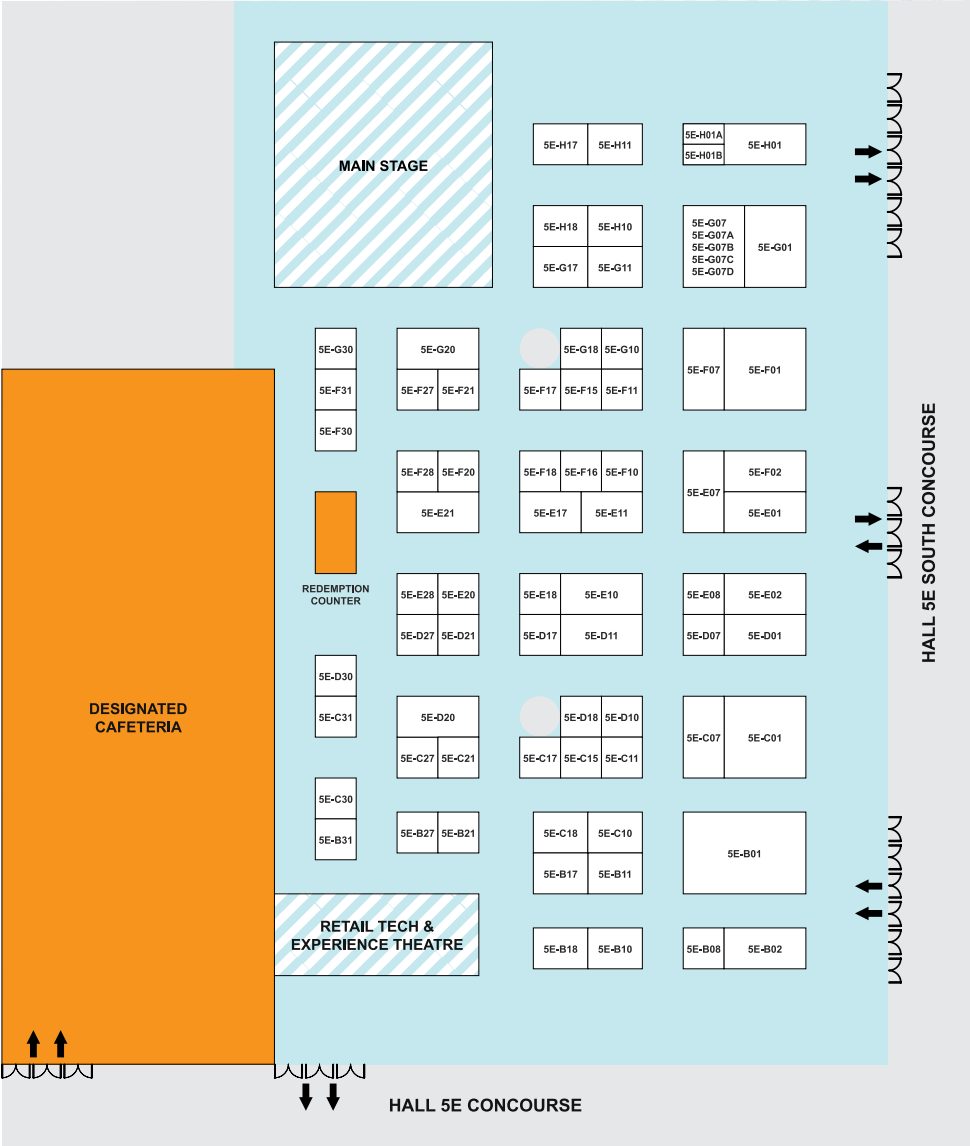 MAIN STAGE
5E-H17
5E-H11
5E-H01A
5E-H01B
5E-H01
5E-H18
5E-H10
5E-G17
5E-G11
5E-G07
5E-G07A
5E-G07B
5E-G07C
5E-G07D
5E-G01
5E-G30
5E-F31
5E-F30
5E-G20
5E-F27
5E-F21
5E-G18
5E-G10
5E-F17
5E-F15
5E-F11
5E-F07
5E-F01
5E-F28
5E-F20
5E-E21
5E-F18
5E-F16
5E-F10
5E-E17
5E-E11
5E-E07
5E-F02
5E-E01
HALL 5E SOUTH CONCOURSE
REDEMPTION
COUNTER
5E-E28
5E-E20
5E-D27
5E-D21
5E-E18
5E-E10
5E-D17
5E-D11
5E-E08
5E-E02
5E-D07
5E-D01
DESIGNATED
CAFETERIA
5E-D30
5E-C31
5E-D20
5E-C27
5E-C21
5E-D18
5E-D10
5E-C17
5E-C15
5E-C11
5E-C07
5E-C01
5E-C30
5E-B31
5E-B27
5E-B21
5E-C18
5E-C10
5E-B17
5E-B11
5E-B01
RETAIL TECH &
EXPERIENCE THEATRE
5E-B18
5E-B10
5E-B08
5E-B02
HALL 5E CONCOURSE